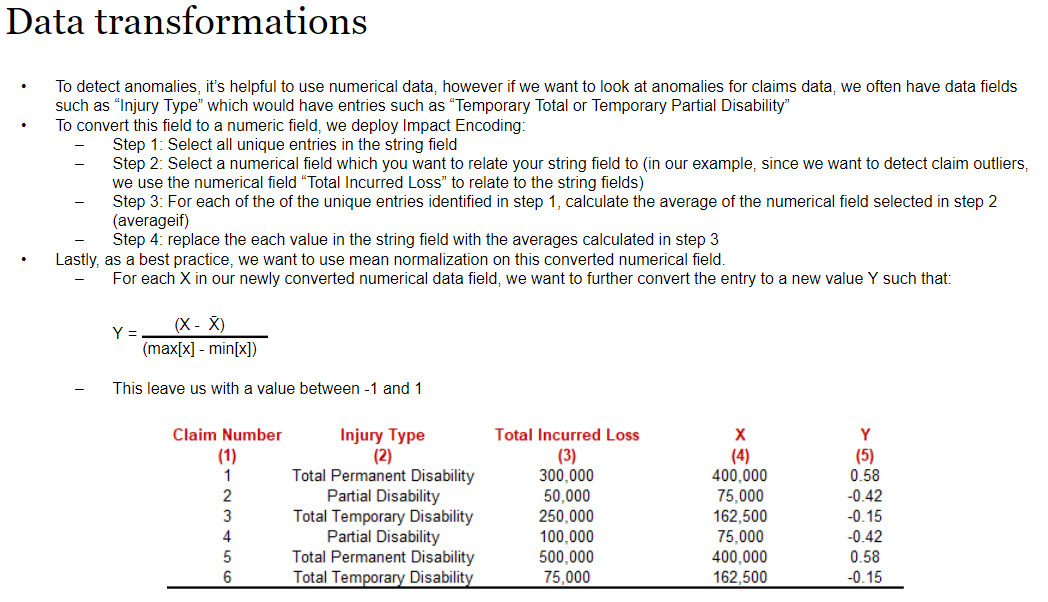 Data transformations
• To detect anomalies, it's helpful to use numerical data, however if we want to look at anomalies for claims data, we often have data fields
such as “Injury Type” which would have entries such as “Temporary Total or Temporary Partial Disability”
• To convert this field to a numeric field, we deploy Impact Encoding:
– Step 1: Select all unique entries in the string field
– Step 2: Select a numerical field which you want to relate your string field to (in our example, since we want to detect claim outliers,
we use the numerical field “Total Incurred Loss” to relate to the string fields)
– Step 3: For each of the of the unique entries identified in step 1, calculate the average of the numerical field selected in step 2
(averageif)
– Step 4: replace the each value in the string field with the averages calculated in step 3
• Lastly, as a best practice, we want to use mean normalization on this converted numerical field.
– For each X in our newly converted numerical data field, we want to further convert the entry to a new value Y such that:
(X - X̄)
Y =
(max[x] - min[x])
– This leave us with a value between -1 and 1
Claim Number Injury Type Total Incurred Loss X Y
(1) (2) (3) (4) (5)
1 Total Permanent Disability 300,000 400,000 0.58
2 Partial Disability 50,000 75,000 -0.42
3 Total Temporary Disability 250,000 162,500 -0.15
4 Partial Disability 100,000 75,000 -0.42
5 Total Permanent Disability 500,000 400,000 0.58
6 Total Temporary Disability 75,000 162,500 -0.15